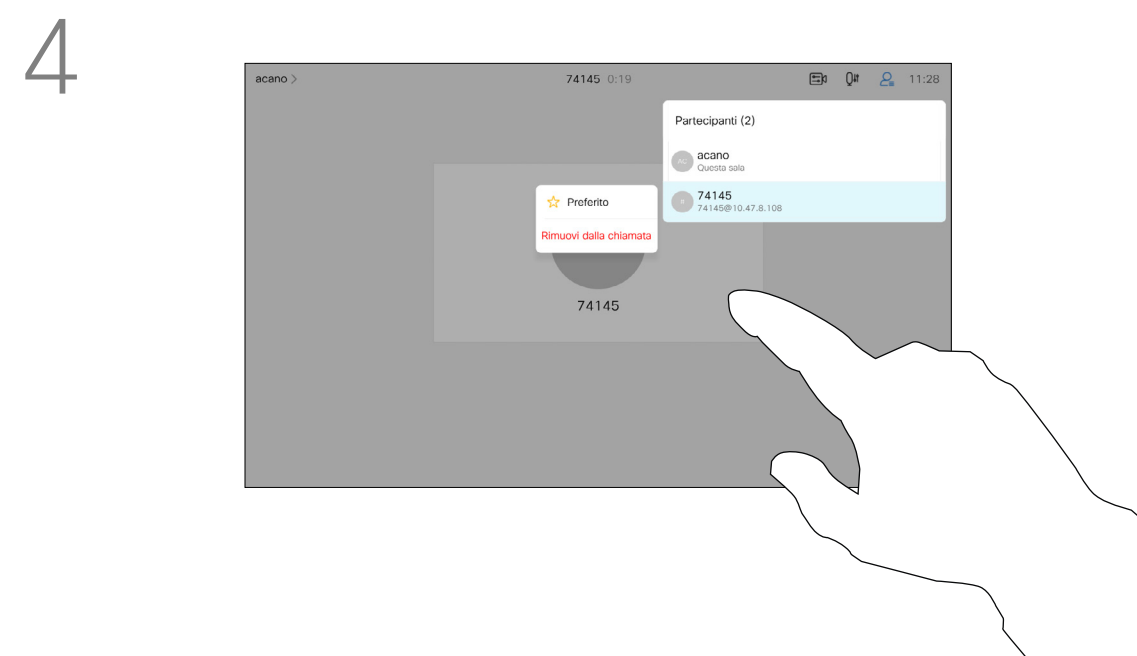 4
acano >
74145 0:19
11:28
Partecipanti (2)
AC
acano
Questa sala
74145
74145@10.47.8.108
Preferito
Rimuovi dalla chiamata
74145